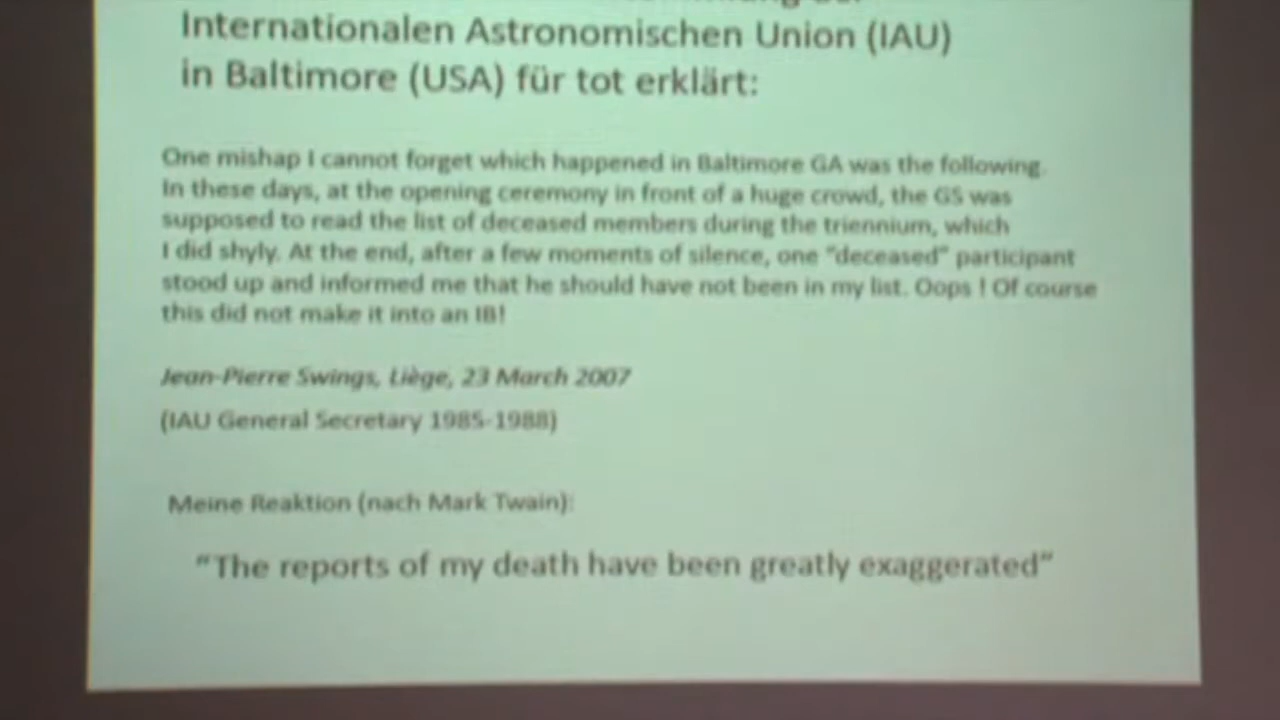 Internationalen Astronomischen Union (IAU)
in Baltimore (USA) für tot erklärt:
One mishap I cannot forget which happened in Baltimore GA was the following.
In these days, at the opening ceremony in front of a huge crowd, the GS was
supposed to read the list of deceased members during the triennium, which
I did shyly. At the end, after a few moments of silence, one "deceased" participant
stood up and informed me that he should have not been in my list. Oops ! Of course
this did not make it into an IB!
Jean-Pierre Swings, Liège, 23 March 2007
(IAU General Secretary 1985-1988)
Meine Reaktion (nach Mark Twain):
"The reports of my death have been greatly exaggerated"